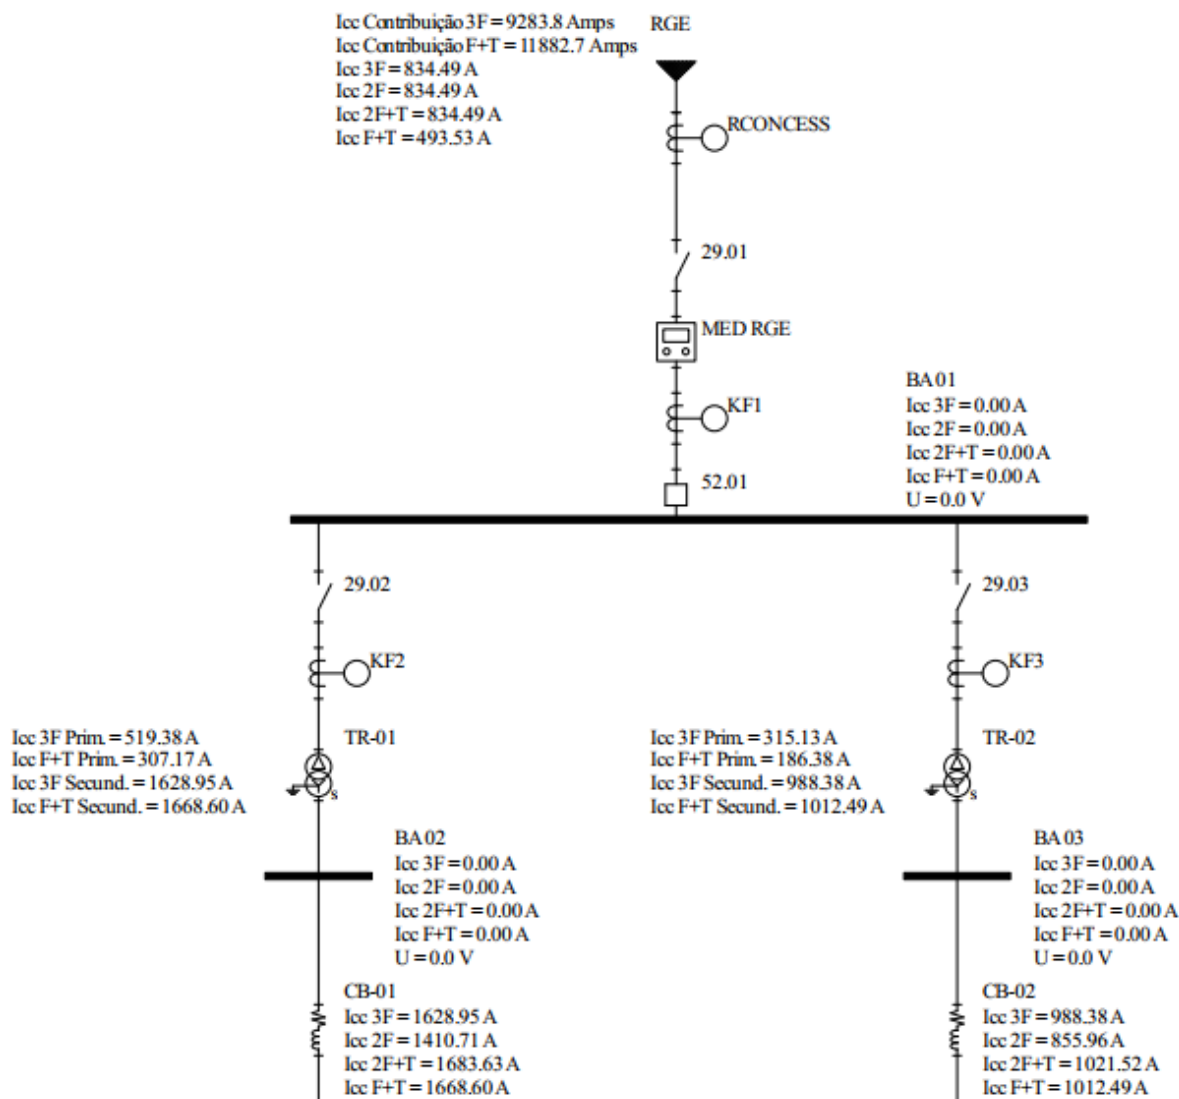 Icc Contribuição 3F = 9283.8 Amps
Icc Contribuição F+T = 11882.7 Amps
Icc 3F = 834.49 A
Icc 2F = 834.49 A
Icc 2F+T = 834.49 A
Icc F+T = 493.53 A
RGE
RCONCESS
29.01
MED RGE
KF1
52.01
BA 01
Icc 3F = 0.00 A
Icc 2F = 0.00 A
Icc 2F+T = 0.00 A
Icc F+T = 0.00 A
U = 0.0 V
29.02
KF2
Icc 3F Prim. = 519.38 A
Icc F+T Prim. = 307.17 A
Icc 3F Secund. = 1628.95 A
Icc F+T Secund. = 1668.60 A
TR-01
s
BA 02
Icc 3F = 0.00 A
Icc 2F = 0.00 A
Icc 2F+T = 0.00 A
Icc F+T = 0.00 A
U = 0.0 V
CB-01
Icc 3F = 1628.95 A
Icc 2F = 1410.71 A
Icc 2F+T = 1683.63 A
Icc F+T = 1668.60 A
29.03
KF3
Icc 3F Prim. = 315.13 A
Icc F+T Prim. = 186.38 A
Icc 3F Secund. = 988.38 A
Icc F+T Secund. = 1012.49 A
TR-02
s
BA 03
Icc 3F = 0.00 A
Icc 2F = 0.00 A
Icc 2F+T = 0.00 A
Icc F+T = 0.00 A
U = 0.0 V
CB-02
Icc 3F = 988.38 A
Icc 2F = 855.96 A
Icc 2F+T = 1021.52 A
Icc F+T = 1012.49 A